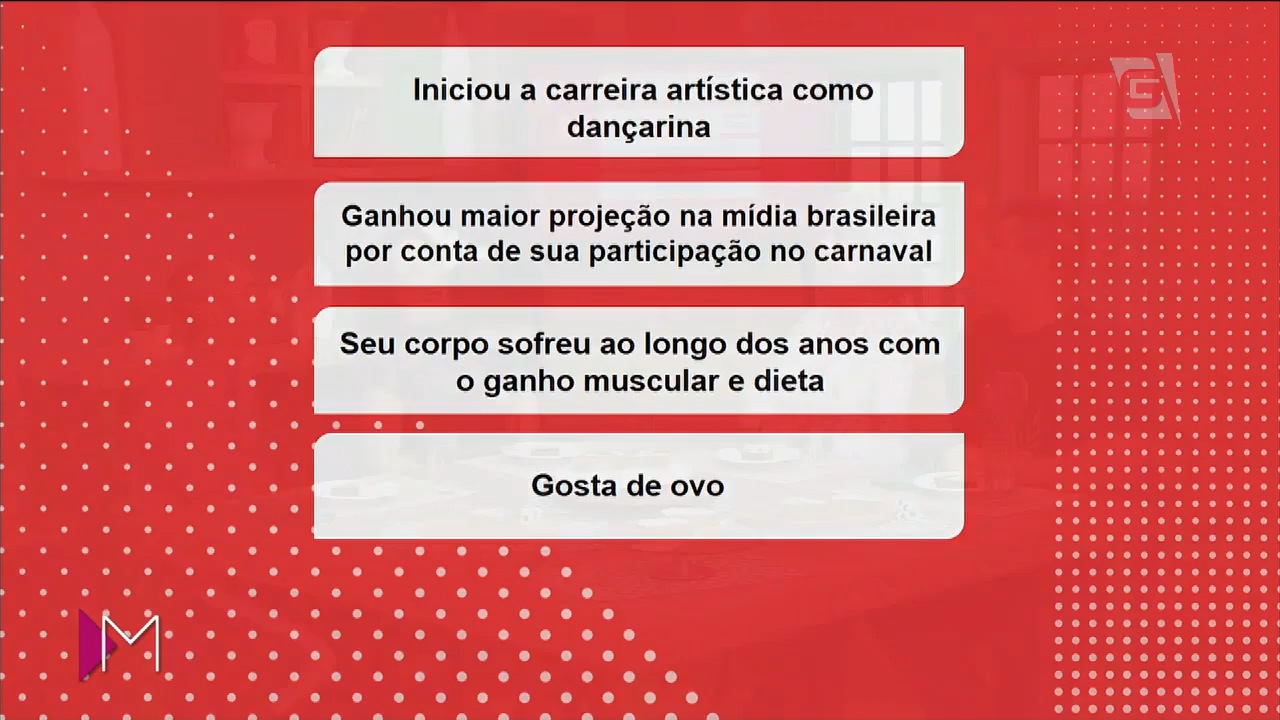 Iniciou a carreira artística como
dançarina
Ganhou maior projeção na mídia brasileira
por conta de sua participação no carnaval
Seu corpo sofreu ao longo dos anos com
o ganho muscular e dieta
Gosta de ovo
G
M